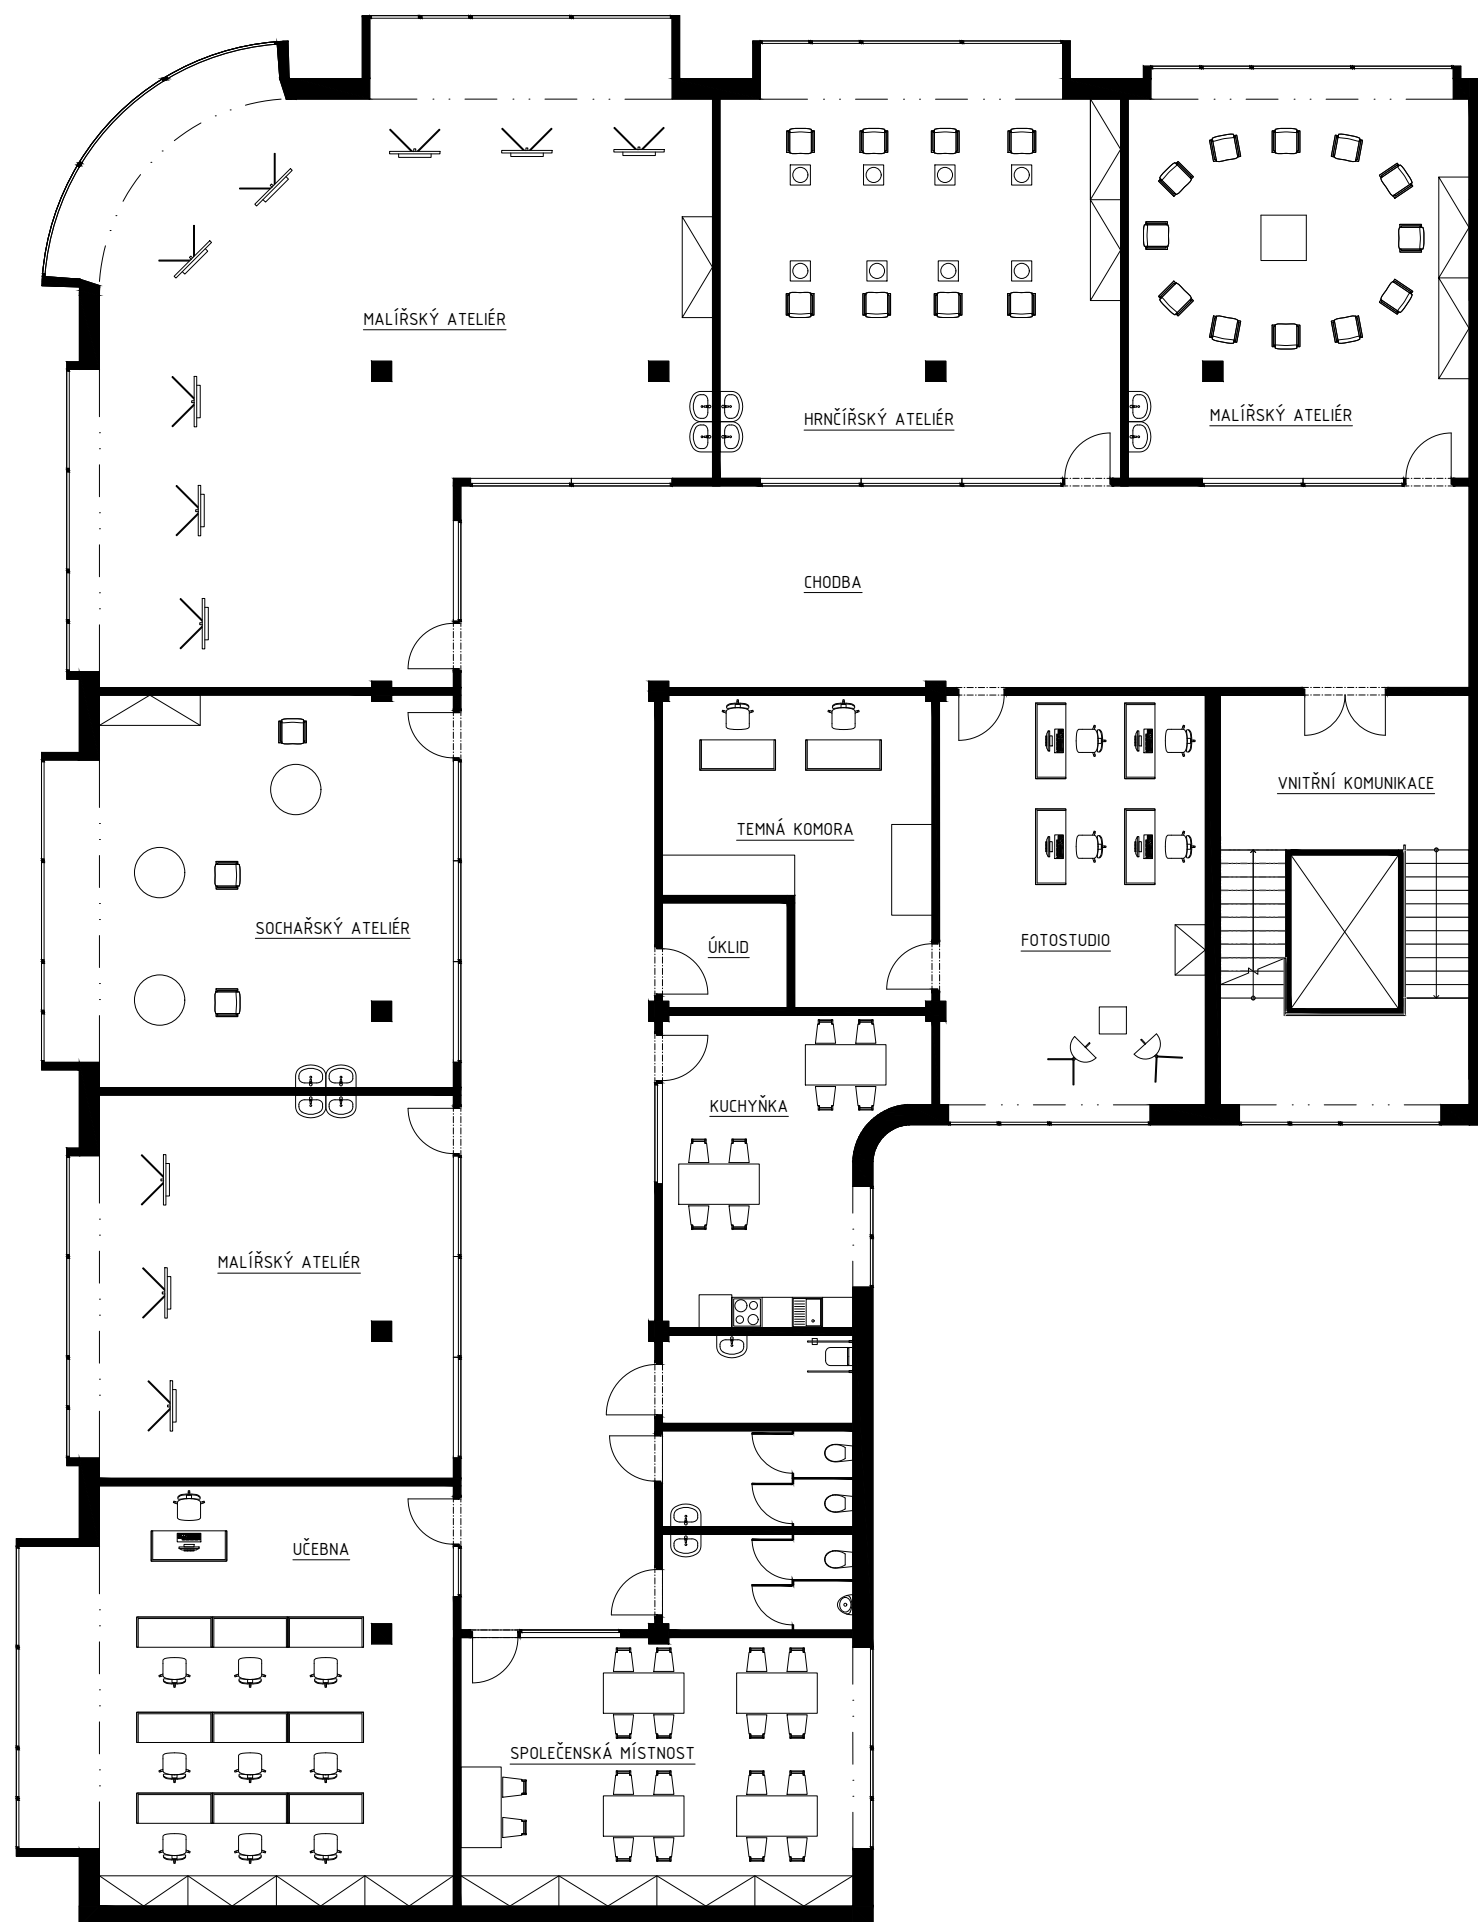 MALÍŘSKÝ ATELIÉR
HRNČÍŘSKÝ ATELIÉR
MALÍŘSKÝ ATELIÉR
CHODBA
VNITŘNÍ KOMUNIKACE
TEMNÁ KOMORA
SOCHAŘSKÝ ATELIÉR
ÚKLID
FOTOSTUDIO
KUCHYŇKA
MALÍŘSKÝ ATELIÉR
UČEBNA
SPOLEČENSKÁ MÍSTNOST